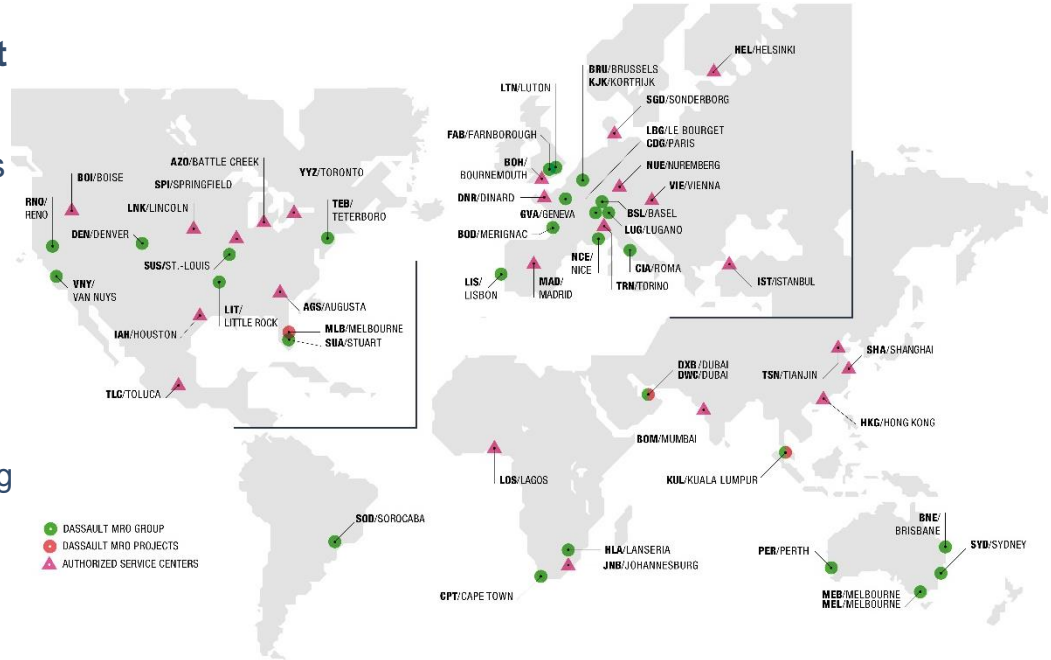 t
s
g
BOI/BOISE
RNO/
RENO
AZO/BATTLE CREEK
SPI/SPRINGFIELD
LNK/LINCOLN
DEN/DENVER
SUS/ST.-LOUIS
YYZ/TORONTO
TEB/
TETERBORO
VNY/
VAN NUYS
IAH/HOUSTON
LIT/
LITTLE ROCK
AGS/AUGUSTA
MLB/MELBOURNE
SUA/STUART
TLC/TOLUCA
HEL/HELSINKI
BRU/BRUSSELS
KJK/KORTRIJK
LTN/LUTON
SGD/SONDERBORG
FAB/FARNBOROUGH
LBG/LE BOURGET
CDG/PARIS
BOH/
BOURNEMOUTH
NUE/NUREMBERG
VIE/VIENNA
DNR/DINARD
GVA/GENEVA
BSL/BASEL
LUG/LUGANO
BOD/MERIGNAC
NCE/
NICE
CIA/ROMA
TRN/TORINO
LIS/
LISBON
MAD/
MADRID
IST/ISTANBUL
DXB/DUBAI
DWC/DUBAI
TSN/TIANJIN
SHA/SHANGHAI
HKG/HONG KONG
BOM/MUMBAI
KUL/KUALA LUMPUR
LOS/LAGOS
SOD/SOROCABA
HLA/LANSERIA
JNB/JOHANNESBURG
CPT/CAPE TOWN
BNE/
BRISBANE
SYD/SYDNEY
PER/PERTH
MEB/MELBOURNE
MEL/MELBOURNE
DASSAULT MRO GROUP
DASSAULT MRO PROJECTS
AUTHORIZED SERVICE CENTERS